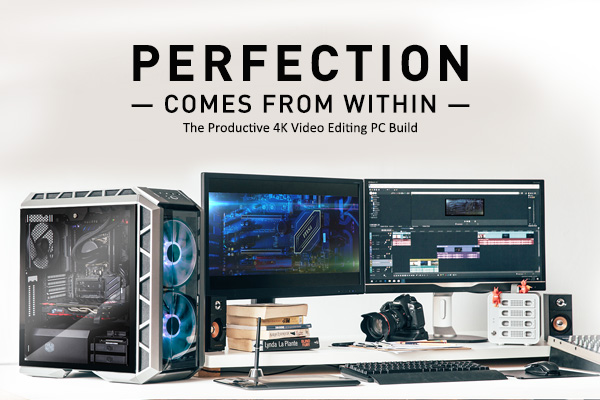 PERFECTION
— COMES FROM WITHIN —
The Productive 4K Video Editing PC Build
Lynda La Plante